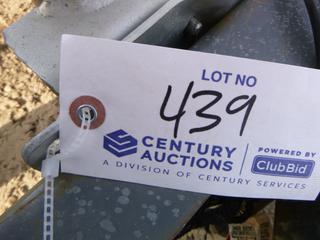 LOT NO
439
CENTURY AUCTIONS
A DIVISION OF CENTURY SERVICES
POWERED BY
ClubBid